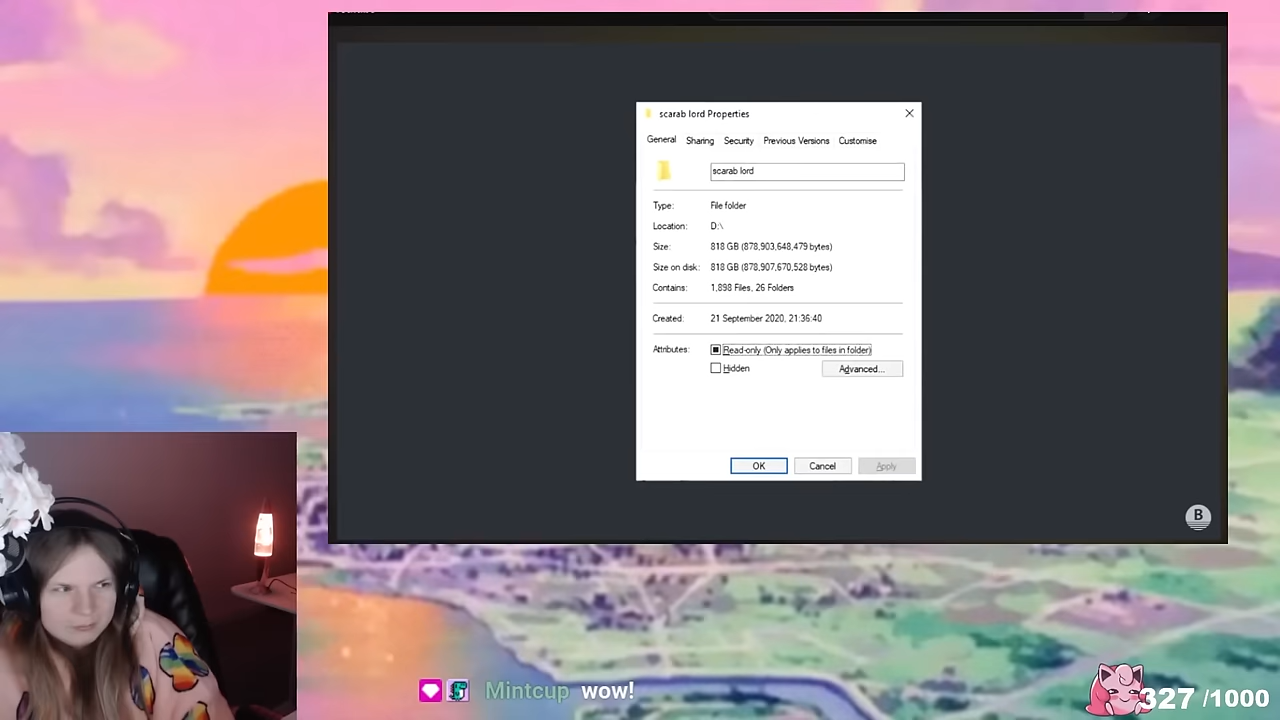 scarab lord Properties
General Sharing Security Previous Versions Customise
scarab lord
Type: File folder
Location: D:\
Size: 818 GB (878,903,648,479 bytes)
Size on disk: 818 GB (878,907,670,528 bytes)
Contains: 1,898 Files, 26 Folders
Created: 21 September 2020, 21:36:40
Attributes: Read-only (Only applies to files in folder)
Hidden Advanced...
OK Cancel Apply
B
Mintcup wow!
327 /1000